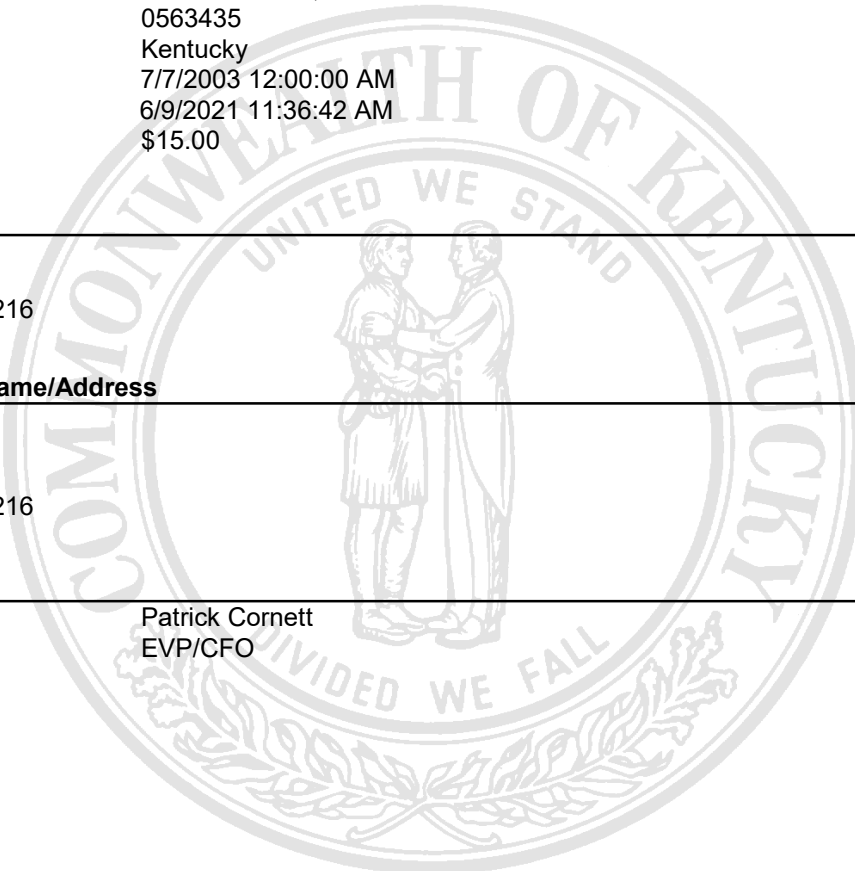 0563435
Kentucky
7/7/2003 12:00:00 AM
6/9/2021 11:36:42 AM
$15.00
COMMONWEALTH OF KENTUCKY
UNITED WE STAND
216
ame/Address
216
Patrick Cornett
EVP/CFO
DIVIDED WE FALL